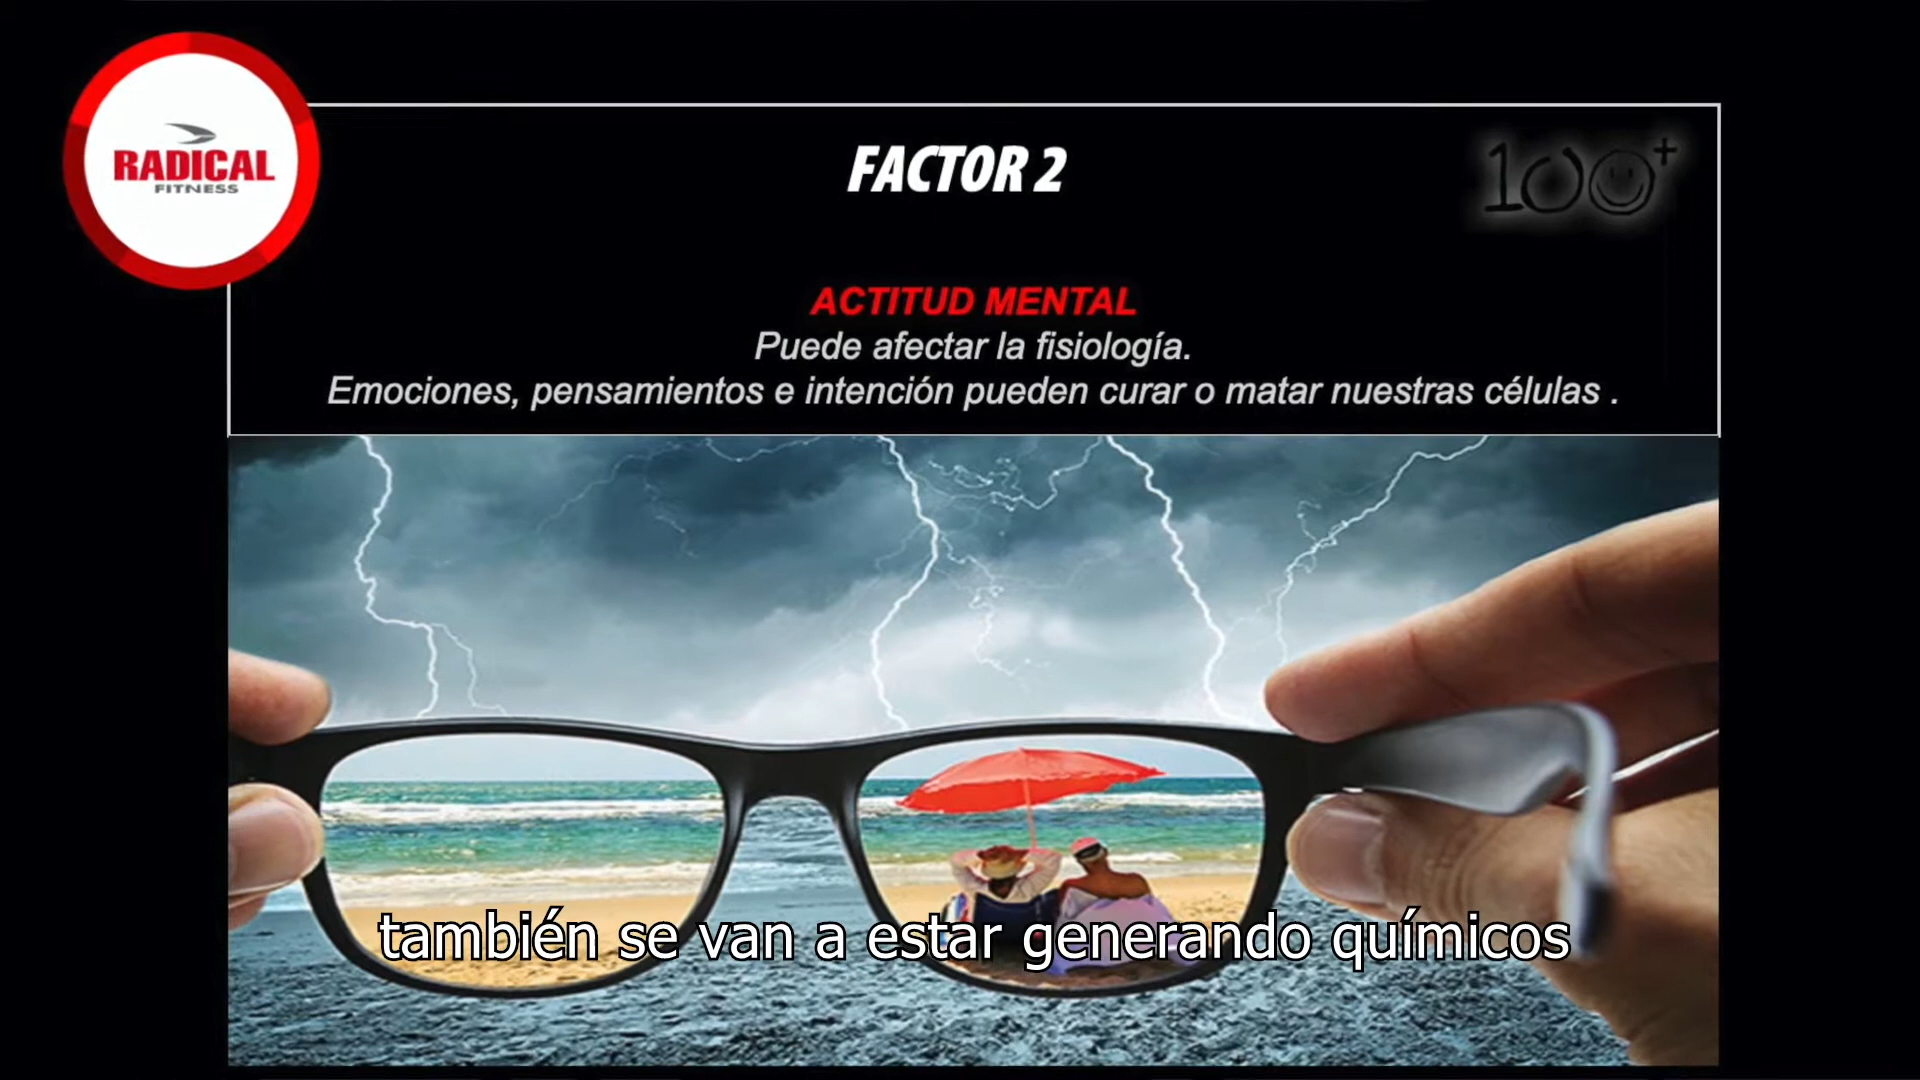 RADICAL
FITNESS
FACTOR 2
100+
ACTITUD MENTAL
Puede afectar la fisiología.
Emociones, pensamientos e intención pueden curar o matar nuestras células .
también se van a estar generando químicos